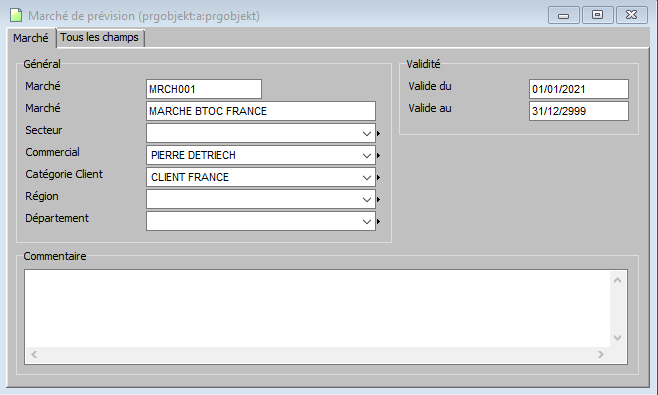 Marché de prévision (prgobjekt:a:prgobjekt)
Marché
Tous les champs
Général
Marché
MRCH001
Marché
MARCHE BTOC FRANCE
Secteur
Commercial
PIERRE DETRIECH
Catégorie Client
CLIENT FRANCE
Région
Département
Validité
Valide du
01/01/2021
Valide au
31/12/2999
Commentaire